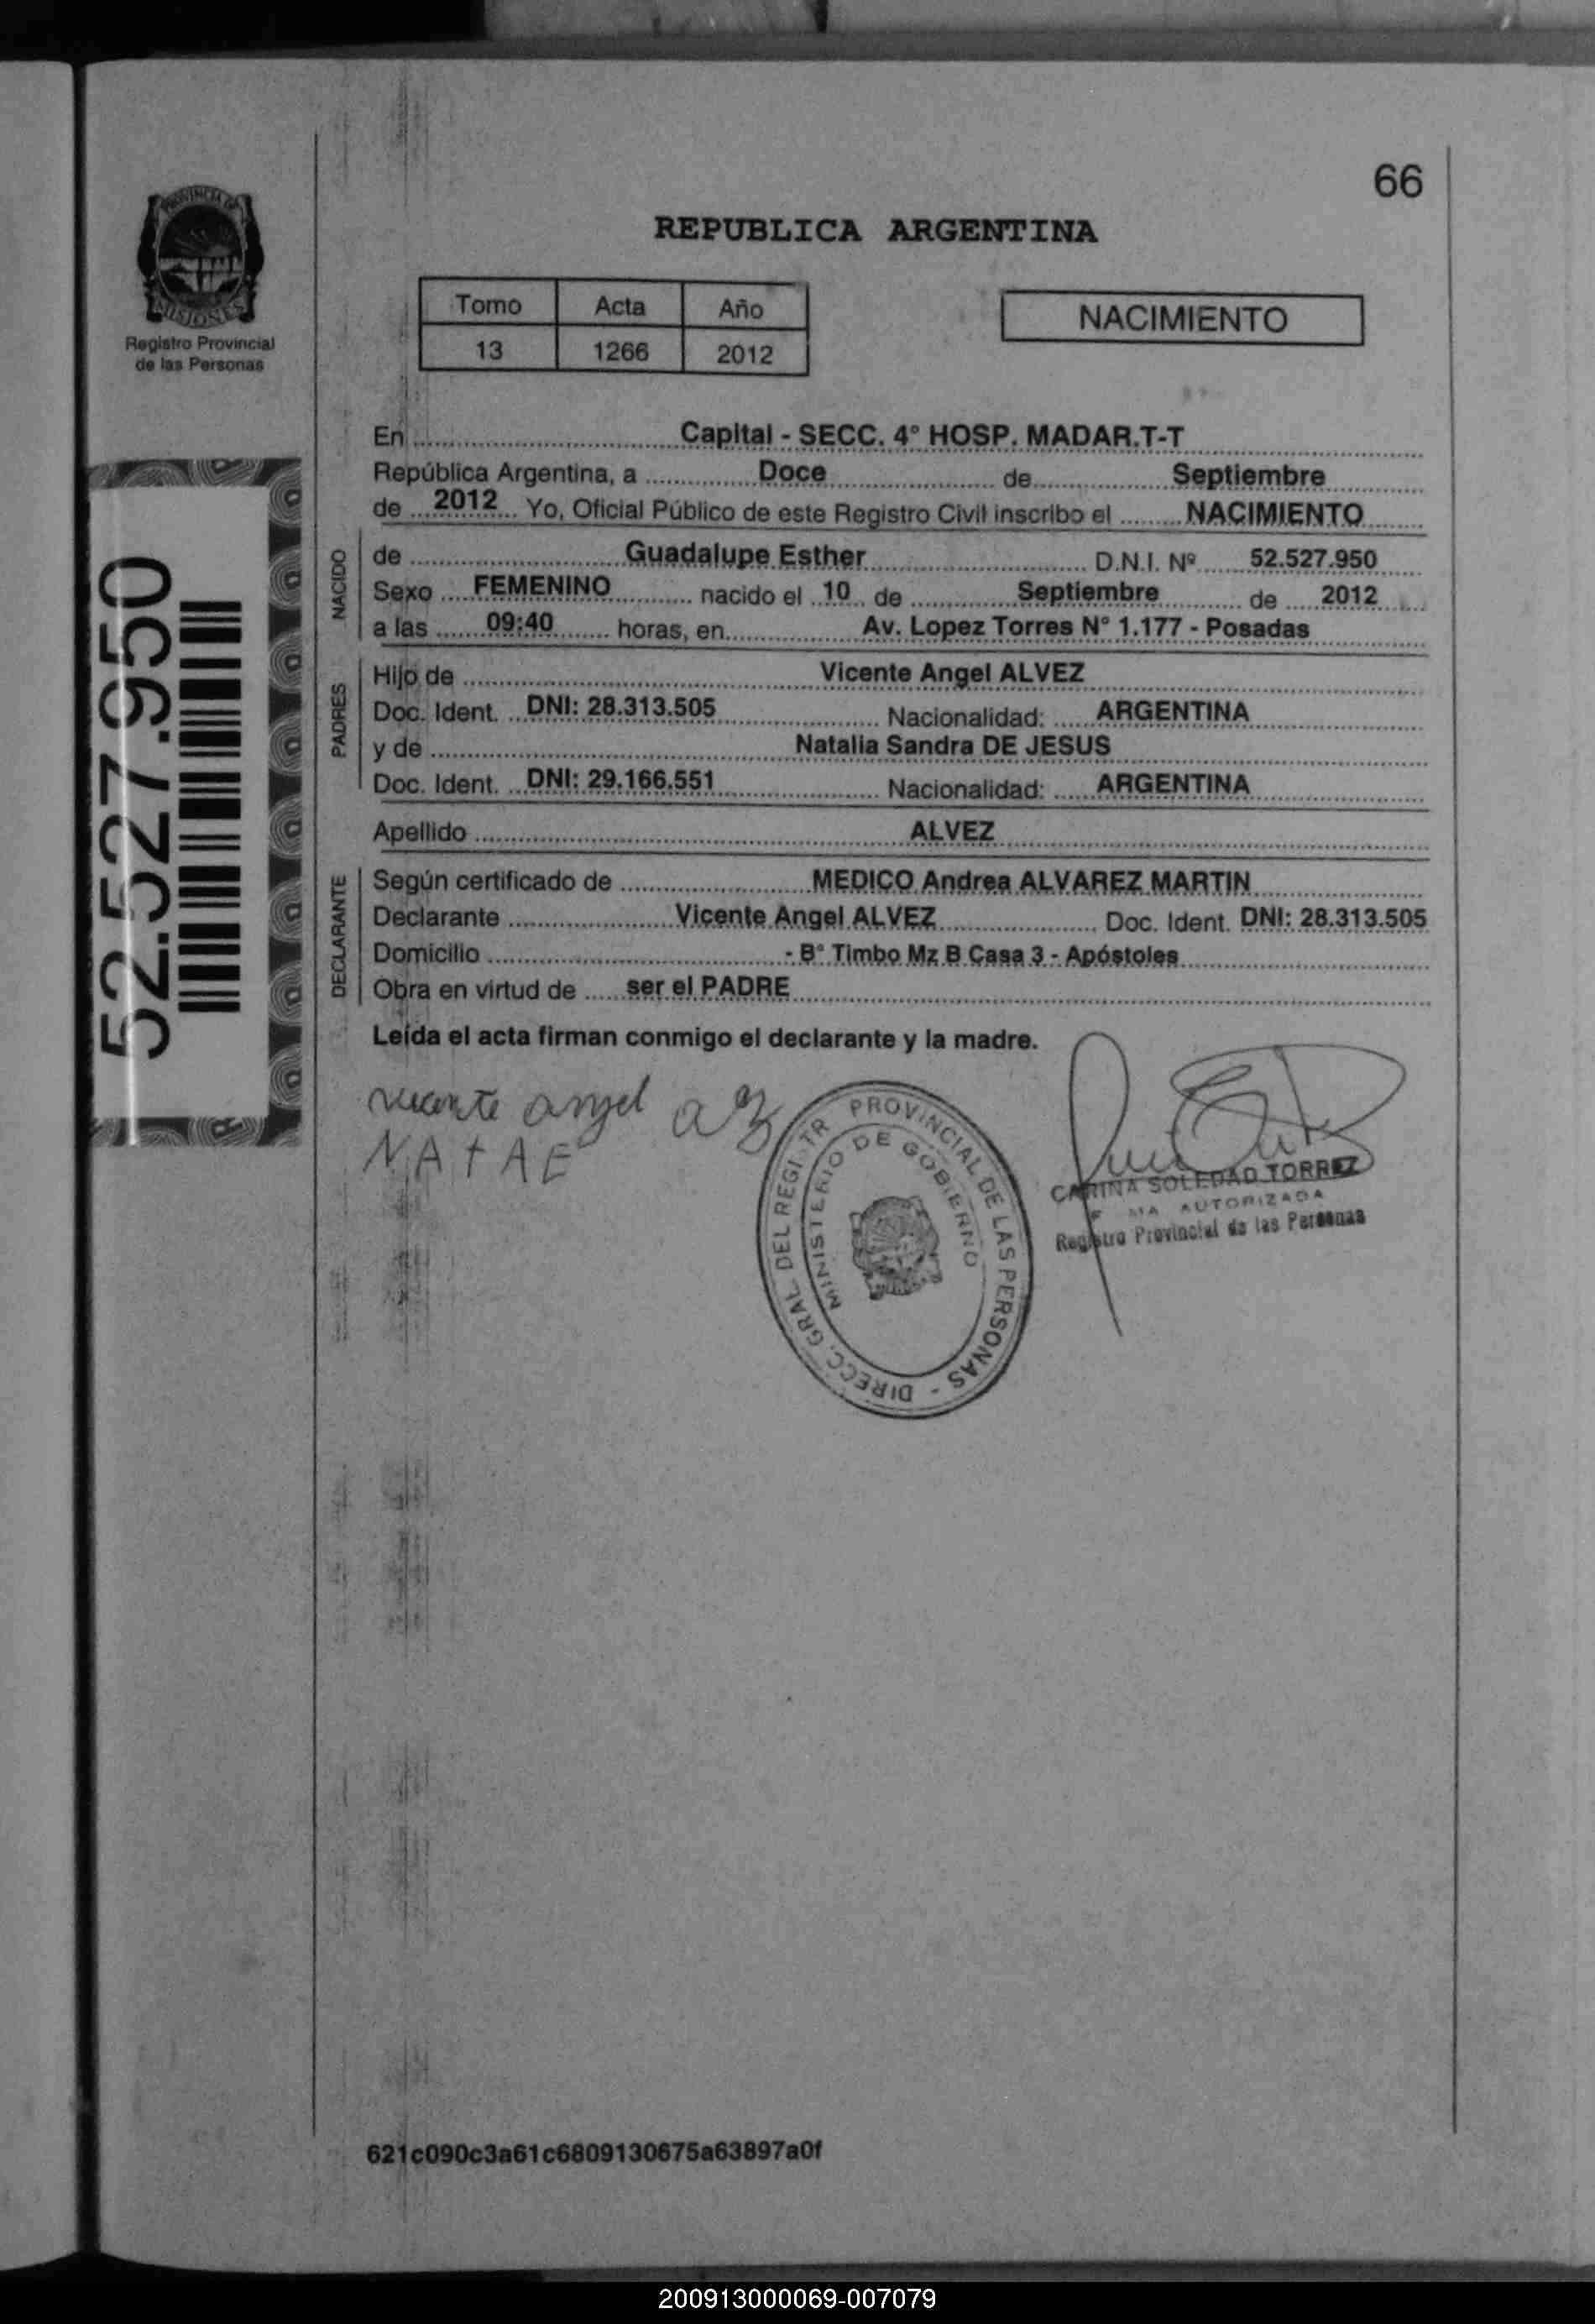 66
PROVINCIA DE
MISIONES
Registro Provincial
de las Personas
REPUBLICA ARGENTINA
Tomo Acta Año
13 1266 2012
NACIMIENTO
52.527.950
En Capital - SECC. 4° HOSP. MADAR.T-T
República Argentina, a Doce de Septiembre
de 2012 Yo, Oficial Público de este Registro Civil inscribo el NACIMIENTO
NACIDO
de Guadalupe Esther D.N.I. Nº 52.527.950
Sexo FEMENINO nacido el 10 de Septiembre de 2012
a las 09:40 horas, en Av. Lopez Torres N° 1.177 - Posadas
PADRES
Hijo de Vicente Angel ALVEZ
Doc. Ident. DNI: 28.313.505 Nacionalidad: ARGENTINA
y de Natalia Sandra DE JESUS
Doc. Ident. DNI: 29.166.551 Nacionalidad: ARGENTINA
Apellido ALVEZ
DECLARANTE
Según certificado de MEDICO Andrea ALVAREZ MARTIN
Declarante Vicente Angel ALVEZ Doc. Ident. DNI: 28.313.505
Domicilio - B° Timbo Mz B Casa 3 - Apóstoles
Obra en virtud de ser el PADRE
Leída el acta firman conmigo el declarante y la madre.
vicente angel
DIRECC. GRAL. DEL REGISTR PROVINCIAL DE LAS PERSONAS -
MINISTERIO DE GOBIERNO
CARINA SOLEDAD TORREZ
AUTORIZADA
Registro Provincial de las Personas
621c090c3a61c6809130675a63897a0f
200913000069-007079